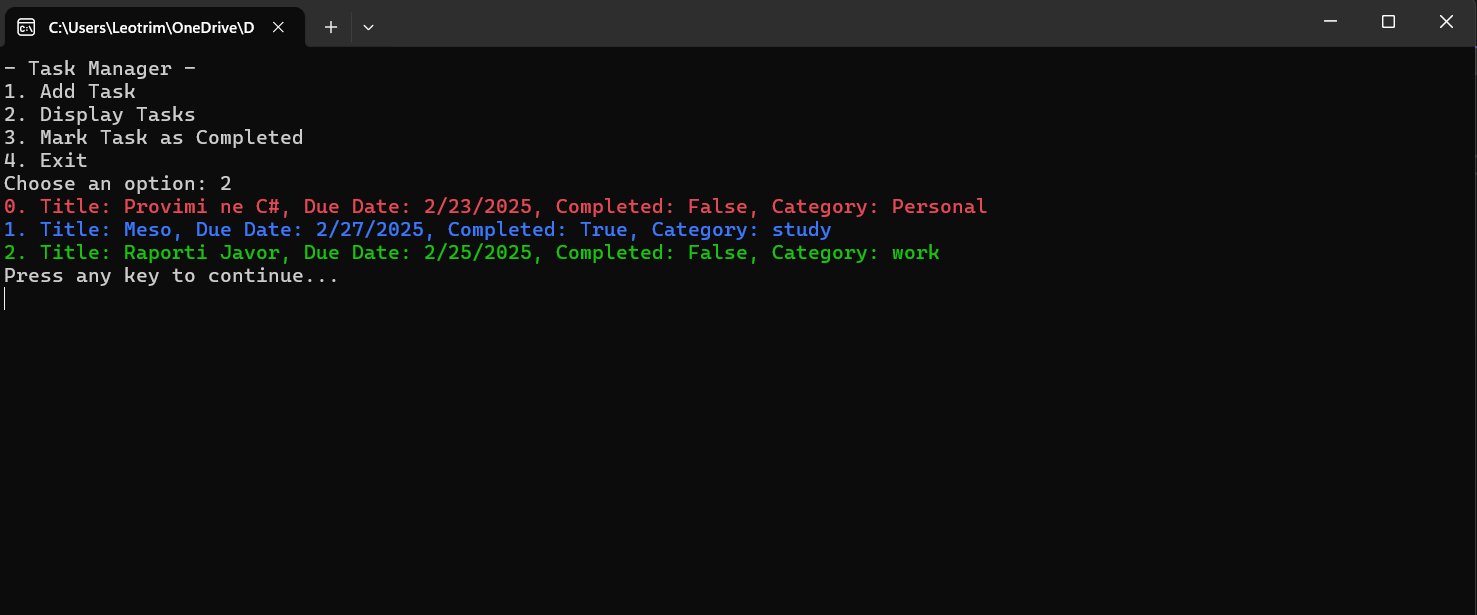 C:\Users\Leotrim\OneDrive\D
- Task Manager -
1. Add Task
2. Display Tasks
3. Mark Task as Completed
4. Exit
Choose an option: 2
0. Title: Provimi ne C#, Due Date: 2/23/2025, Completed: False, Category: Personal
1. Title: Meso, Due Date: 2/27/2025, Completed: True, Category: study
2. Title: Raporti Javor, Due Date: 2/25/2025, Completed: False, Category: work
Press any key to continue...